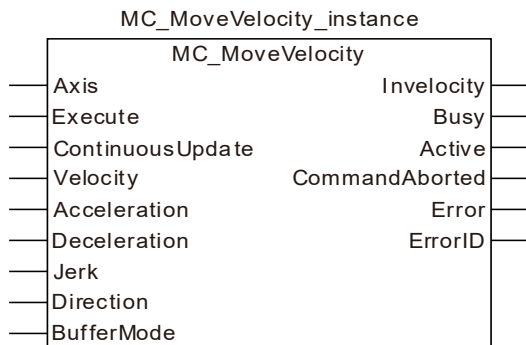 MC_MoveVelocity_instance
MC_MoveVelocity
Axis Invelocity
Execute Busy
ContinuousUpdate Active
Velocity CommandAborted
Acceleration Error
Deceleration ErrorID
Jerk
Direction
BufferMode